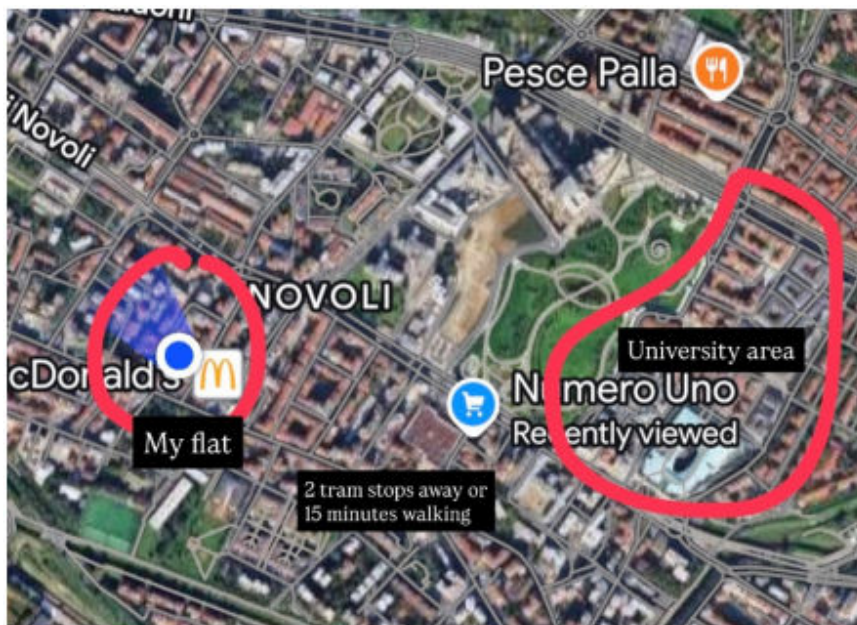 Pesce Palla
i Novoli
NOVOLI
cDonald's
My flat
University area
Numero Uno
Recently viewed
2 tram stops away or
15 minutes walking